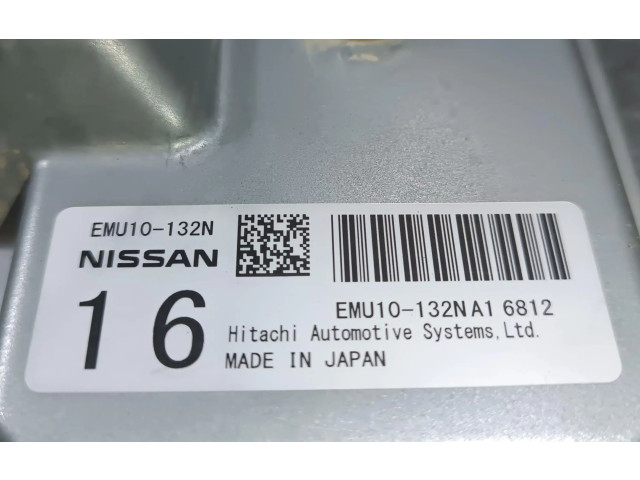 EMU10-132N
NISSAN
16
EMU10-132NA1 6812
Hitachi Automotive Systems,Ltd.
MADE IN JAPAN